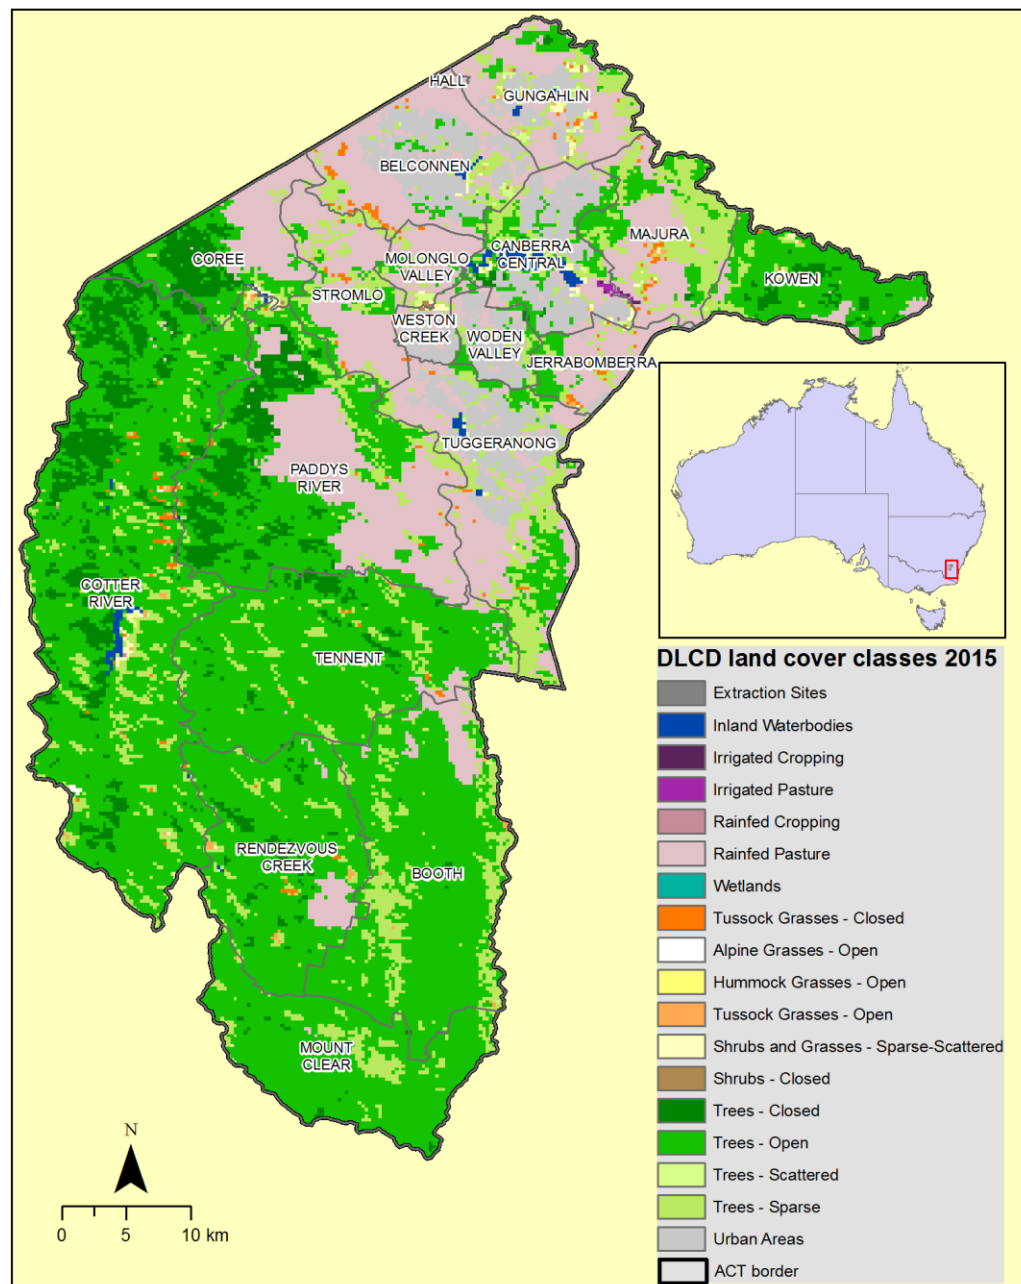 HALL
GUNGAHLIN
BELCONNEN
MAJURA
COREE
MOLONGLO
VALLEY
CANBERRA
CENTRAL
KOWEN
STROMLO
WESTON
CREEK
WODEN
VALLEY
JERRABOMBERRA
TUGGERANONG
PADDYS
RIVER
COTTER
RIVER
TENNENT
RENDEZVOUS
CREEK
BOOTH
MOUNT
CLEAR
N
0 5 10 km
DLCD land cover classes 2015
Extraction Sites
Inland Waterbodies
Irrigated Cropping
Irrigated Pasture
Rainfed Cropping
Rainfed Pasture
Wetlands
Tussock Grasses - Closed
Alpine Grasses - Open
Hummock Grasses - Open
Tussock Grasses - Open
Shrubs and Grasses - Sparse-Scattered
Shrubs - Closed
Trees - Closed
Trees - Open
Trees - Scattered
Trees - Sparse
Urban Areas
ACT border